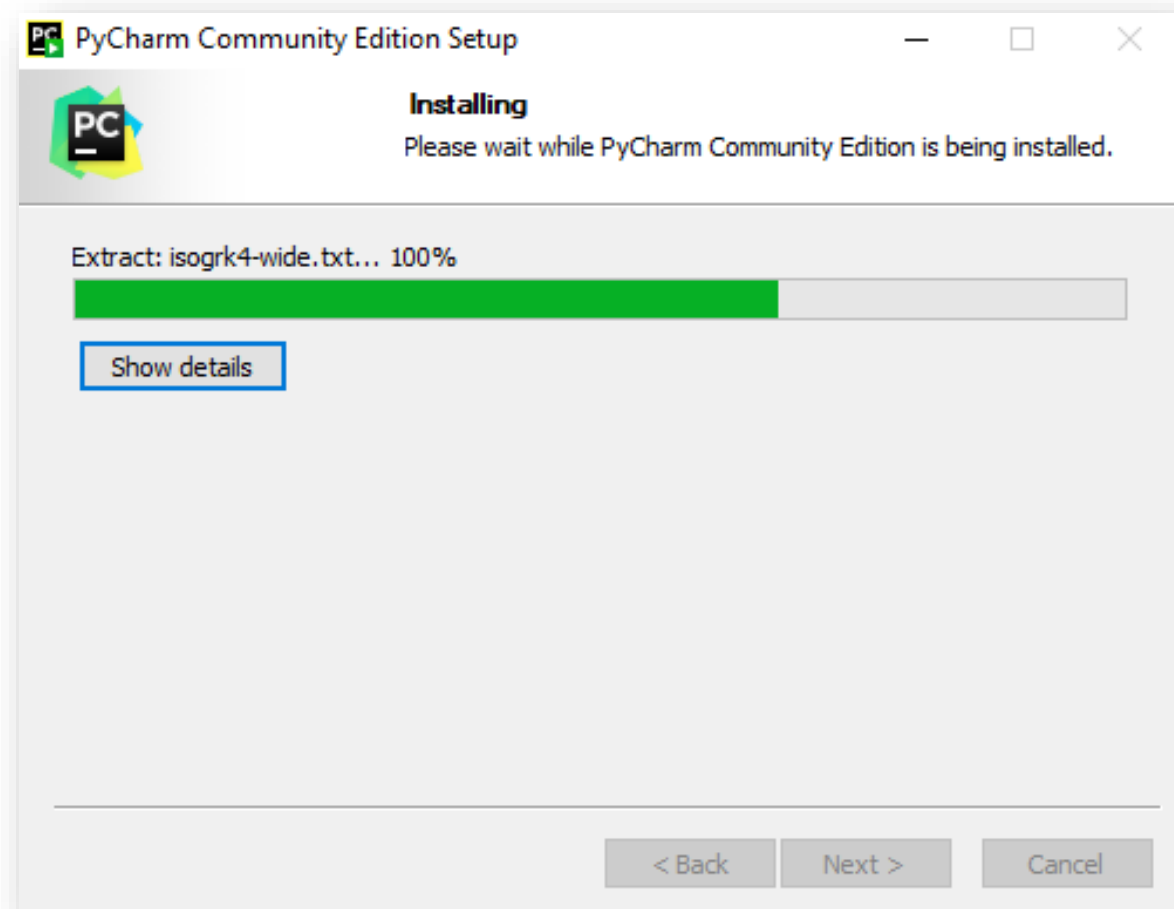 PC PyCharm Community Edition Setup
PC
Installing
Please wait while PyCharm Community Edition is being installed.
Extract: isogrk4-wide.txt... 100%
Show details
< Back
Next >
Cancel